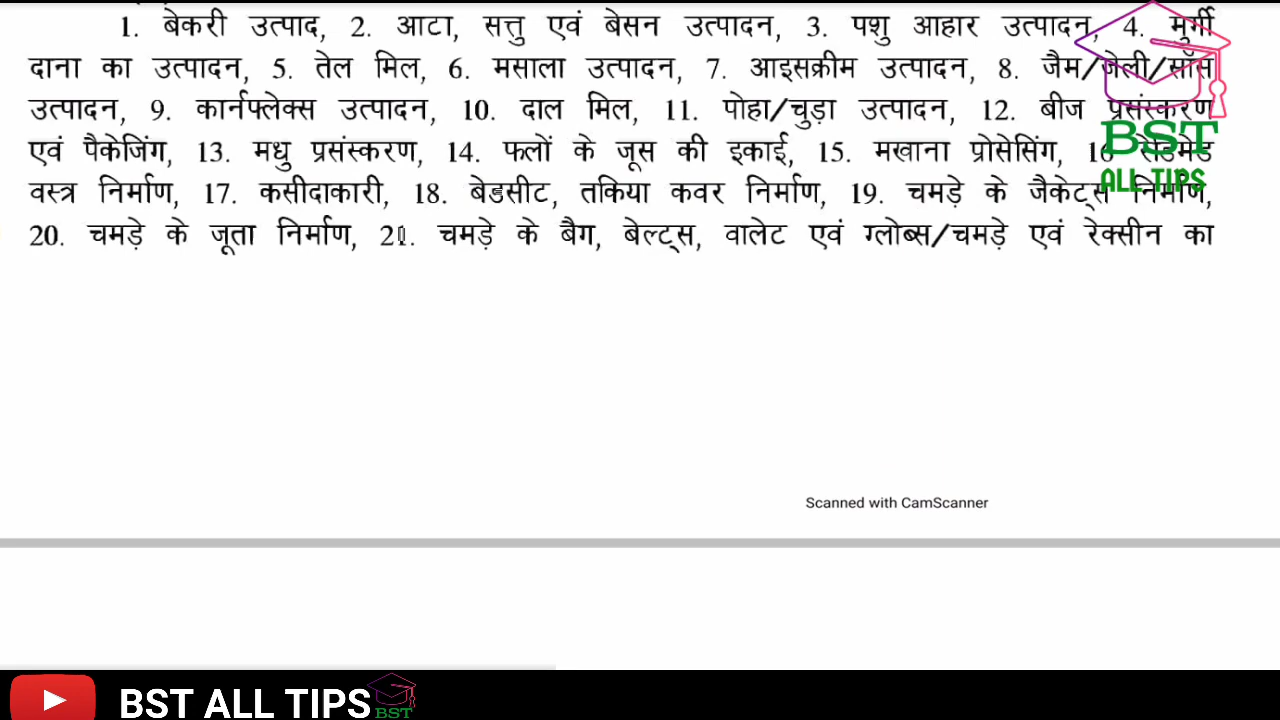 1. बेकरी उत्पाद, 2. आटा, सत्तु एवं बेसन उत्पादन, 3. पशु आहार उत्पादन, 4. मुर्गी
दाना का उत्पादन, 5. तेल मिल, 6. मसाला उत्पादन, 7. आइसक्रीम उत्पादन, 8. जैम/जेली/सॉस
उत्पादन, 9. कार्नफ्लेक्स उत्पादन, 10. दाल मिल, 11. पोहा/चुड़ा उत्पादन, 12. बीज प्रसंस्करण
एवं पैकेजिंग, 13. मधु प्रसंस्करण, 14. फलों के जूस की इकाई, 15. मखाना प्रोसेसिंग, 16
वस्त्र निर्माण, 17. कसीदाकारी, 18. बेडसीट, तकिया कवर निर्माण, 19. चमड़े के जैकेट्स निर्माण,
20. चमड़े के जूता निर्माण, 21. चमड़े के बैग, बेल्ट्स, वालेट एवं ग्लोब्स/चमड़े एवं रेक्सीन का
BST
ALL TIPS
Scanned with CamScanner
BST ALL TIPS
BST